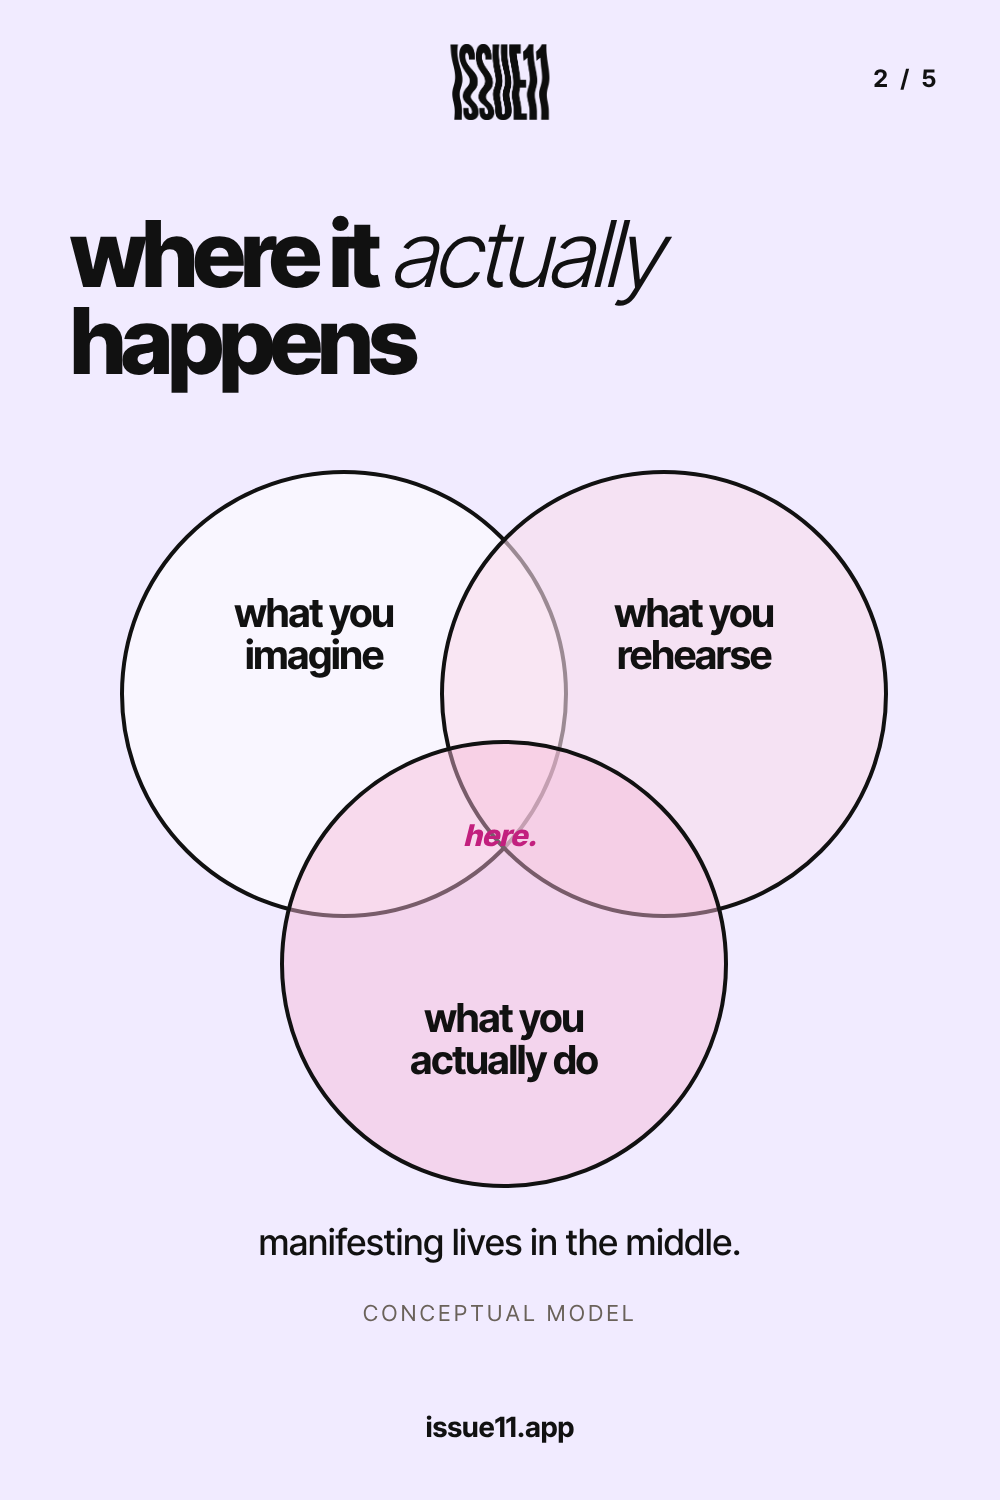 ISSUE11
2 / 5
where it actually
happens
what you
imagine
what you
rehearse
here.
what you
actually do
manifesting lives in the middle.
CONCEPTUAL MODEL
issue11.app